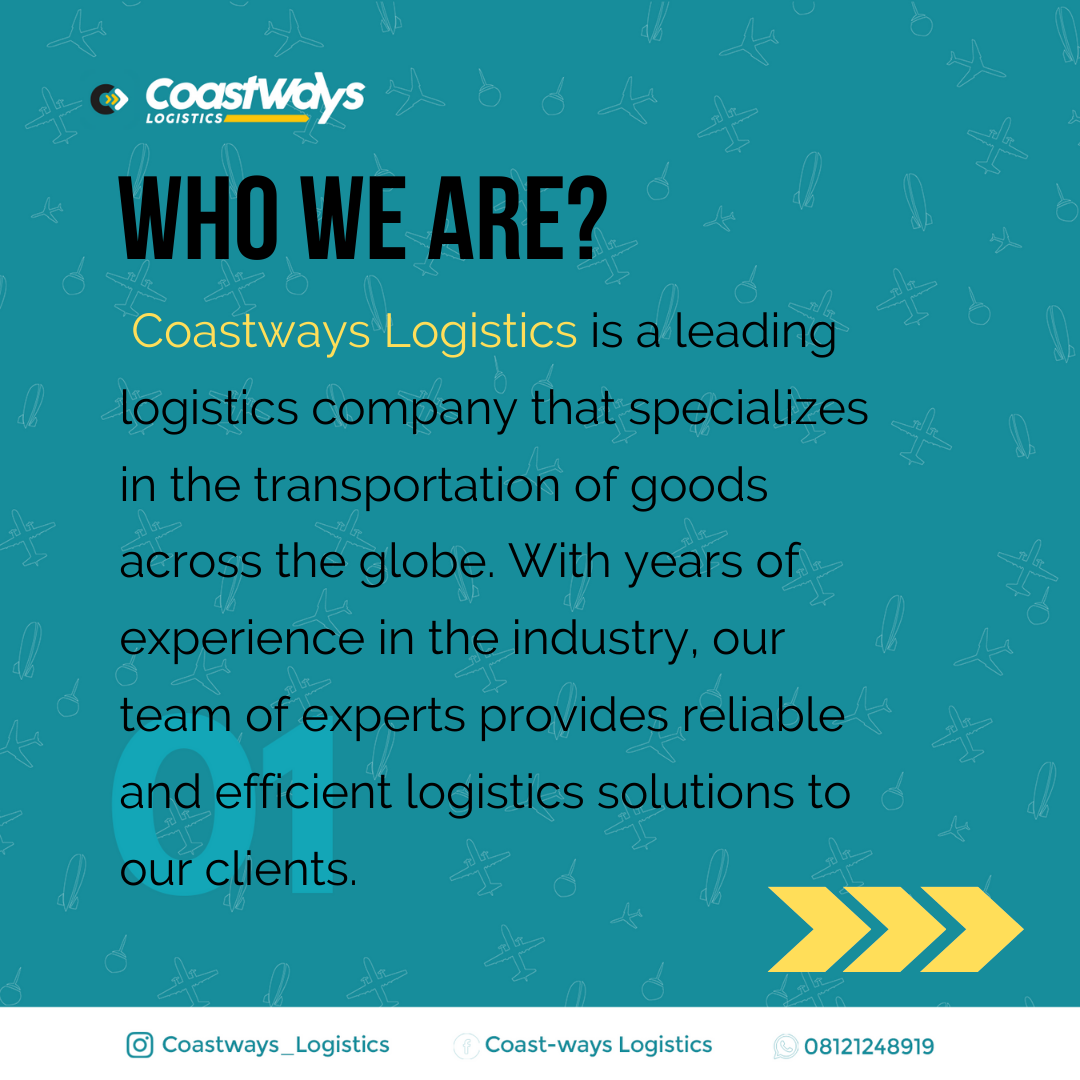 Coastways
LOGISTICS
WHO WE ARE?
Coastways Logistics is a leading
logistics company that specializes
in the transportation of goods
across the globe. With years of
experience in the industry, our
team of experts provides reliable
and efficient logistics solutions to
our clients.
01
Coastways_Logistics
Coast-ways Logistics
08121248919